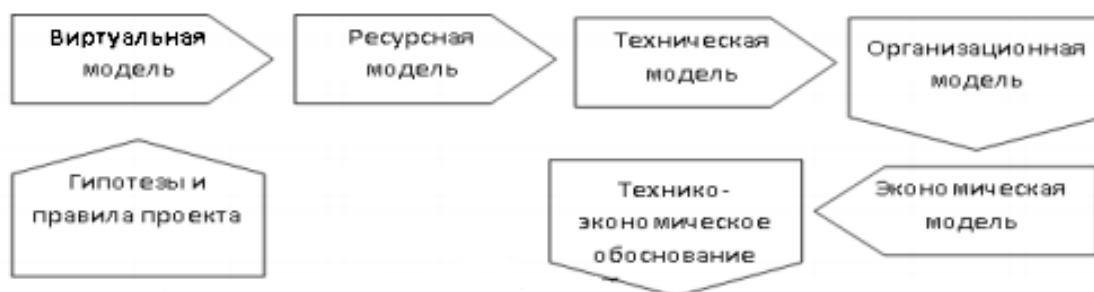 Виртуальная
модель
Ресурсная
модель
Техническая
модель
Организационная
модель
Гипотезы и
правила проекта
Технико-
экономическое
обоснование
Экономическая
модель